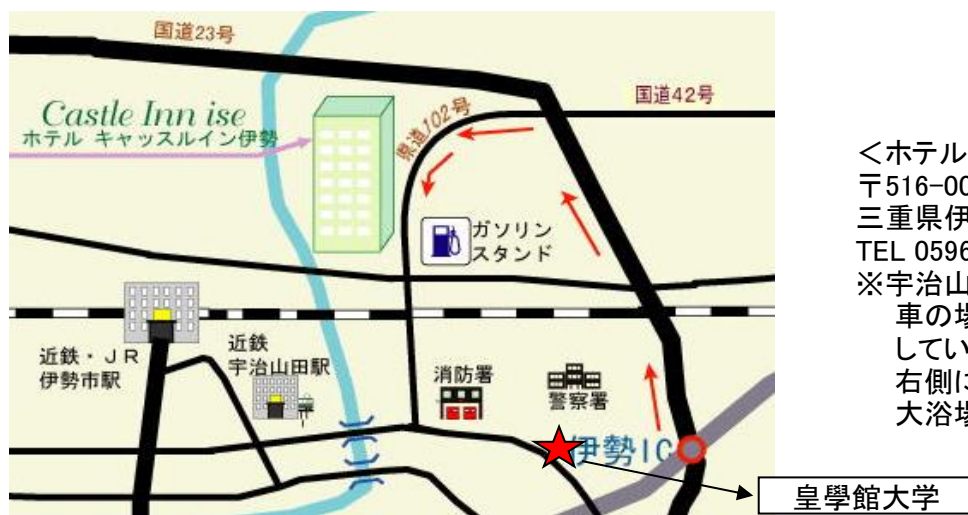 国道23号
国道42号
Castle Inn ise
ホテル キャッスルイン伊勢
県道102号
ガソリン
スタンド
近鉄・JR
伊勢市駅
近鉄
宇治山田駅
消防署
警察署
伊勢IC
皇學館大学
<ホテル
〒516-00
三重県伊
TEL 0596
※宇治山
車の場
してい
右側に
大浴場